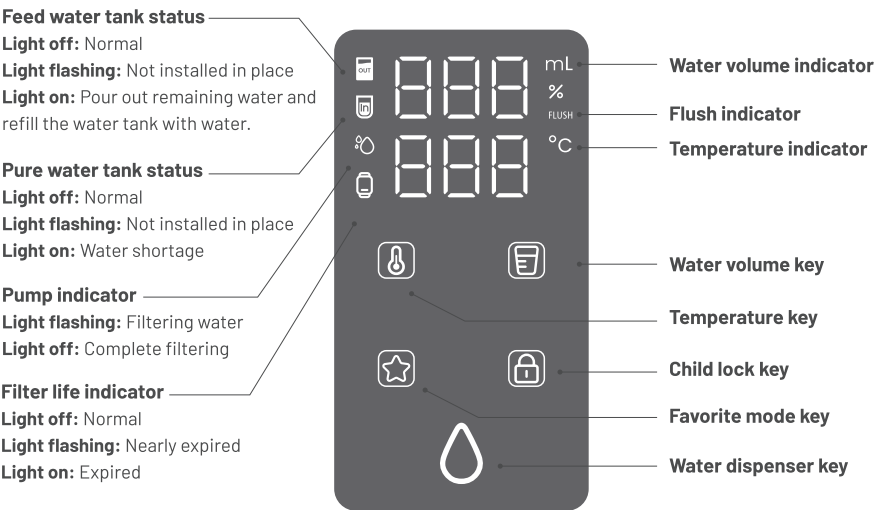 Feed water tank status
Light off: Normal
Light flashing: Not installed in place
Light on: Pour out remaining water and
refill the water tank with water.
Pure water tank status
Light off: Normal
Light flashing: Not installed in place
Light on: Water shortage
Pump indicator
Light flashing: Filtering water
Light off: Complete filtering
Filter life indicator
Light off: Normal
Light flashing: Nearly expired
Light on: Expired
OUT
In
888
mL
%
FLUSH
888
°C
Water volume indicator
Flush indicator
Temperature indicator
Water volume key
Temperature key
Child lock key
Favorite mode key
Water dispenser key